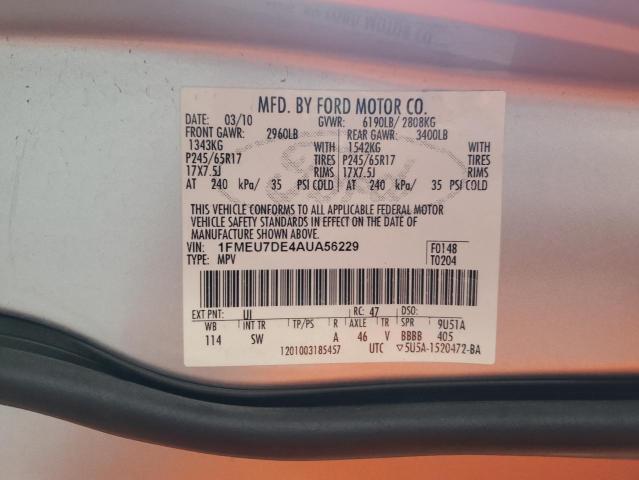 MFD. BY FORD MOTOR CO.
DATE: 03/10 GVWR: 6190LB/ 2808KG
FRONT GAWR: 2960LB REAR GAWR: 3400LB
1343KG WITH 1542KG WITH
P245/65R17 TIRES P245/65R17 TIRES
17X7.5J RIMS 17X7.5J RIMS
AT 240 kPa/ 35 PSI COLD AT 240 kPa/ 35 PSI COLD
THIS VEHICLE CONFORMS TO ALL APPLICABLE FEDERAL MOTOR
VEHICLE SAFETY STANDARDS IN EFFECT ON THE DATE OF
MANUFACTURE SHOWN ABOVE.
VIN: 1FMEU7DE4AUA56229 F0148
TYPE: MPV T0204
EXT PNT: UI RC: 47 DSO:
WB INT TR TP/PS R AXLE TR SPR 9U51A
114 SW A 46 V BBBB 405
1201003185457 UTC ▽5U5A-1520472-BA